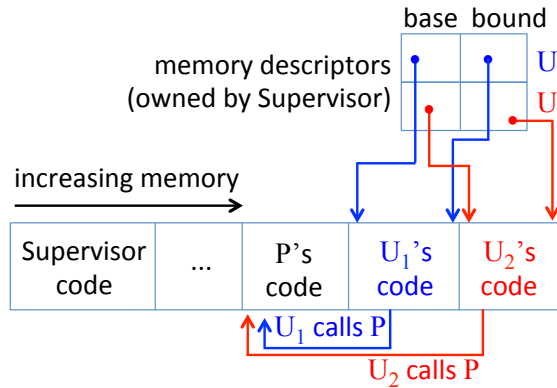 base bound
memory descriptors
(owned by Supervisor)
U
U
increasing memory
Supervisor
code
...
P's
code
U₁'s
code
U₂'s
code
U₁ calls P
U₂ calls P